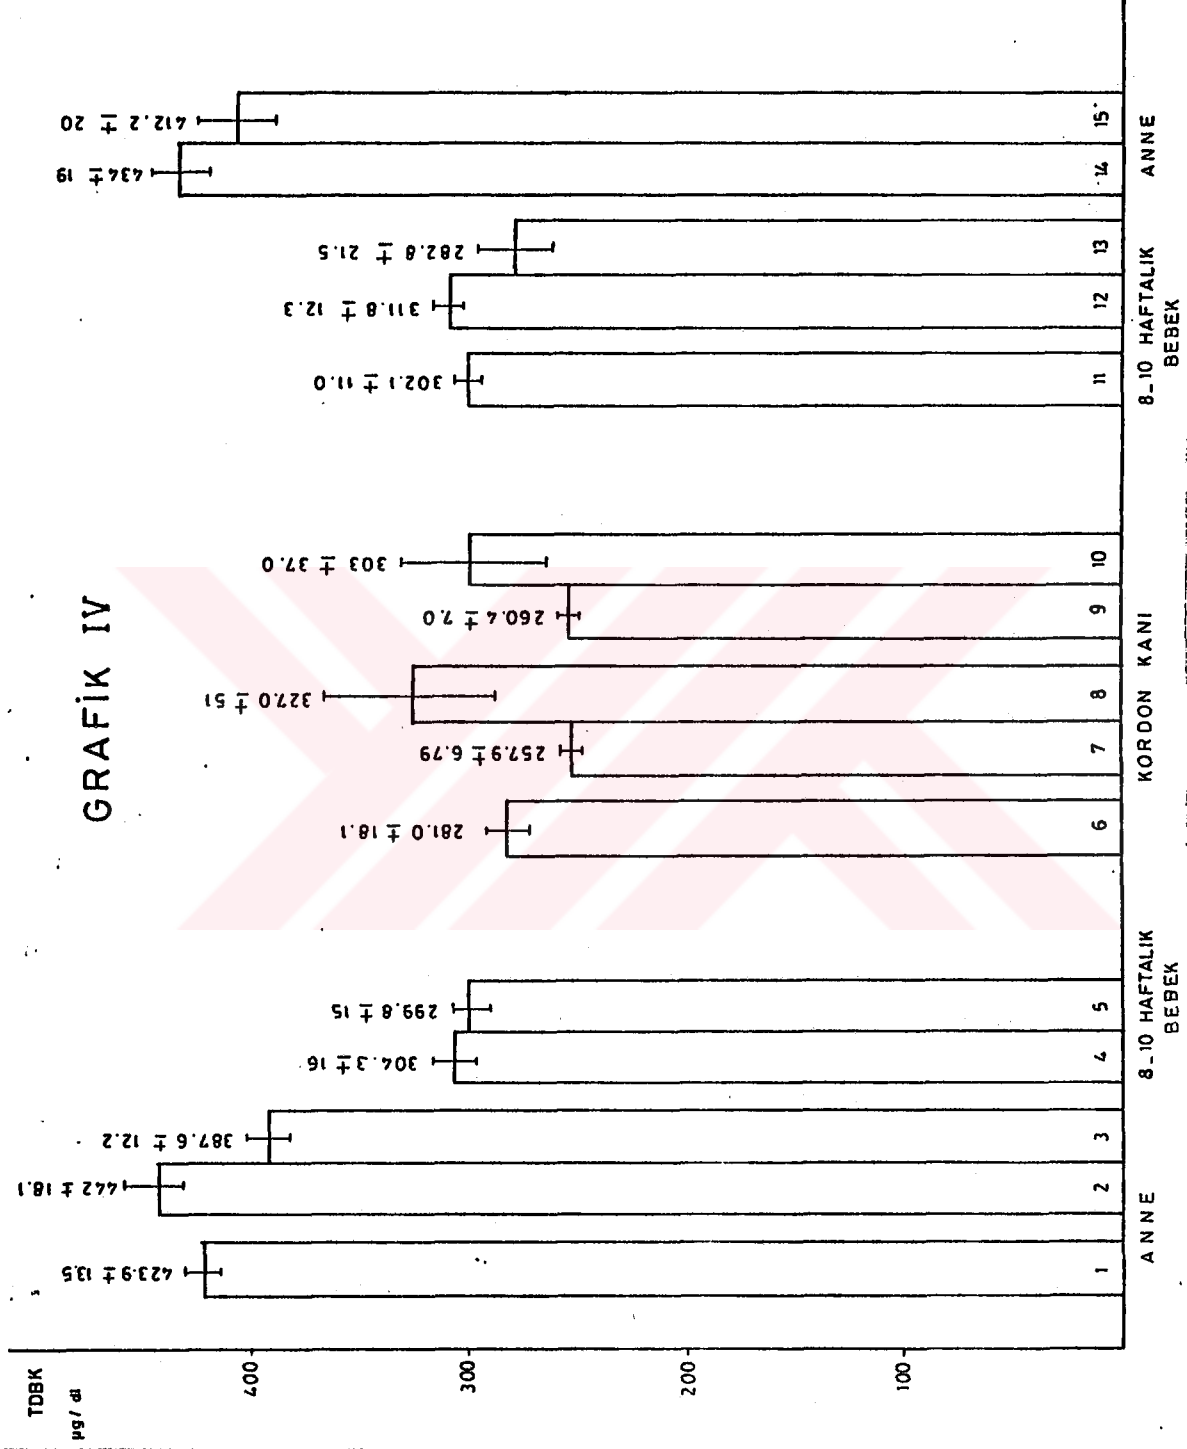 GRAFİK IV
TDBK
µg/ dl
400
300
200
100
423.9 ± 13.5
442 ± 18.1
387.6 ± 12.2
304.3 ± 16
299.8 ± 15
281.0 ± 18.1
257.9 ± 6.79
327.0 ± 51
260.4 ± 7.0
303 ± 37.0
302.1 ± 11.0
311.8 ± 12.3
282.8 ± 21.5
434 ± 19
412.2 ± 20
1 2 3 4 5 6 7 8 9 10 11 12 13 14 15
ANNE
8_10 HAFTALIK
BEBEK
KORDON KANI
8_10 HAFTALIK
BEBEK
ANNE